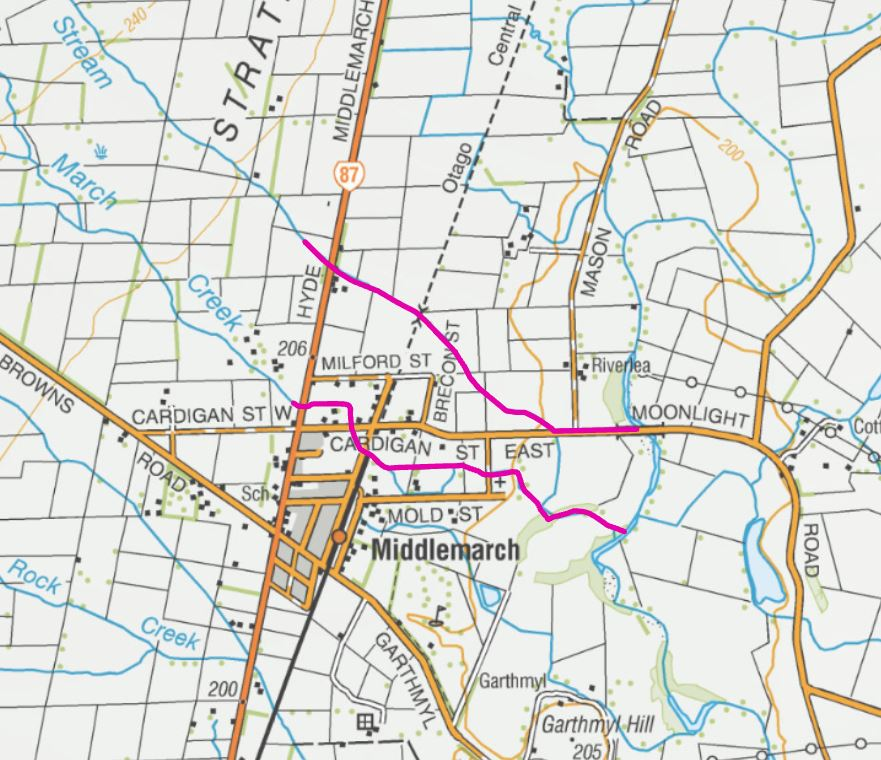 240
Stream
STRAT
MIDDLEMARCH
Central
Otago
ROAD
200
March
87
MASON
HYDE
Creek
206
MILFORD ST
BRECON ST
Riverlea
BROWNS
CARDIGAN ST W
MOONLIGHT
CARDIGAN
ST
EAST
Cott
ROAD
Sch
MOLD ST
Middlemarch
ROAD
Rock
Creek
GARTHMYL
200
Garthmyl
Garthmyl Hill
205